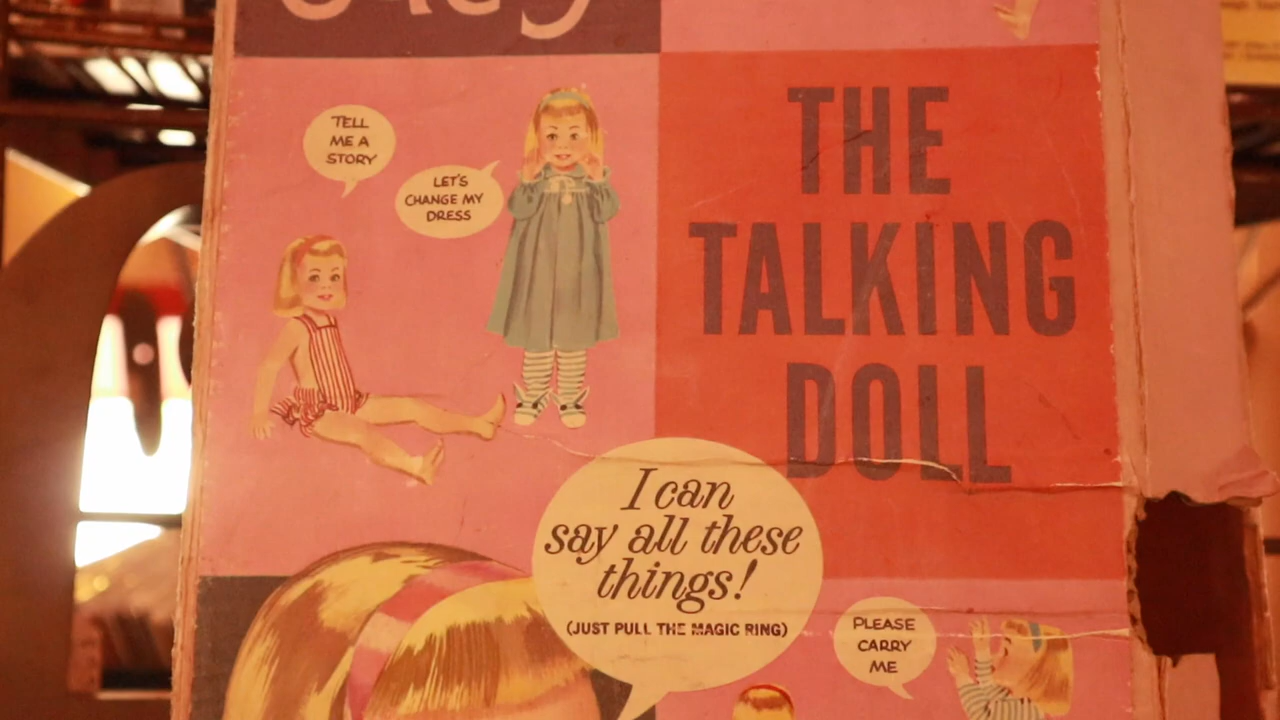 THE
TALKING
DOLL
TELL
ME A
STORY
LET'S
CHANGE MY
DRESS
I can
say all these
things!
(JUST PULL THE MAGIC RING)
PLEASE
CARRY
ME